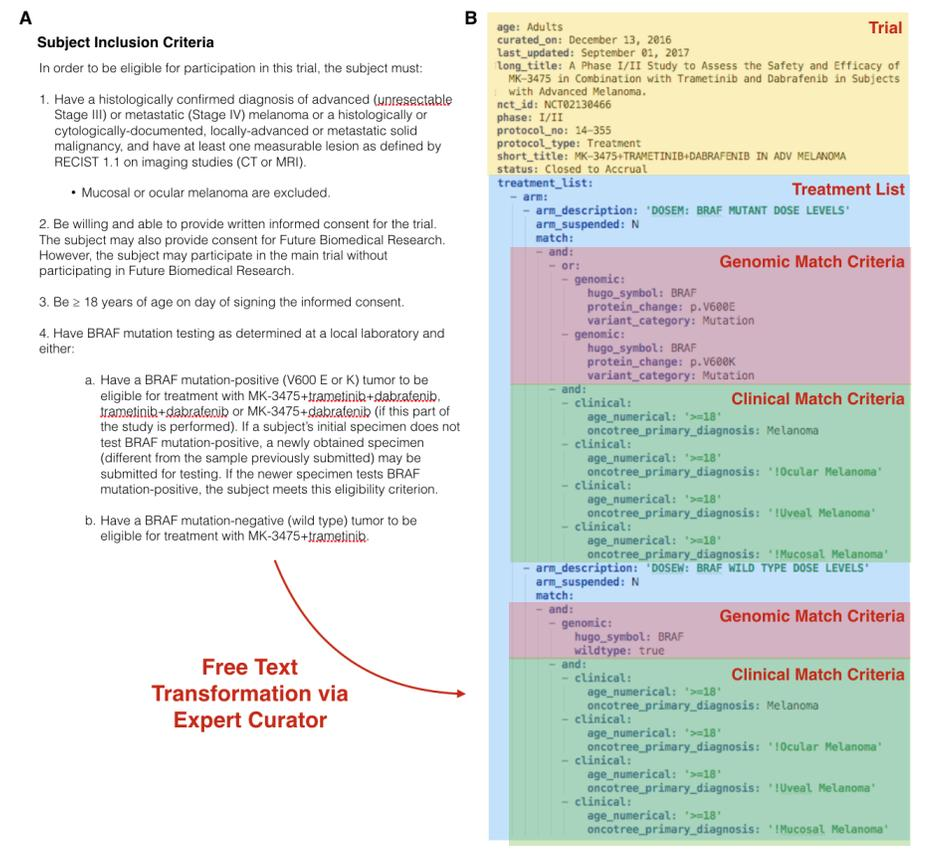 A
Subject Inclusion Criteria
In order to be eligible for participation in this trial, the subject must:
1. Have a histologically confirmed diagnosis of advanced (unresectable
Stage III) or metastatic (Stage IV) melanoma or a histologically or
cytologically-documented, locally-advanced or metastatic solid
malignancy, and have at least one measurable lesion as defined by
RECIST 1.1 on imaging studies (CT or MRI).
• Mucosal or ocular melanoma are excluded.
2. Be willing and able to provide written informed consent for the trial.
The subject may also provide consent for Future Biomedical Research.
However, the subject may participate in the main trial without
participating in Future Biomedical Research.
3. Be ≥ 18 years of age on day of signing the informed consent.
4. Have BRAF mutation testing as determined at a local laboratory and
either:
a. Have a BRAF mutation-positive (V600 E or K) tumor to be
eligible for treatment with MK-3475+trametinib+dabrafenib,
trametinib+dabrafenib or MK-3475+dabrafenib (if this part of
the study is performed). If a subject's initial specimen does not
test BRAF mutation-positive, a newly obtained specimen
(different from the sample previously submitted) may be
submitted for testing. If the newer specimen tests BRAF
mutation-positive, the subject meets this eligibility criterion.
b. Have a BRAF mutation-negative (wild type) tumor to be
eligible for treatment with MK-3475+trametinib.
Free Text
Transformation via
Expert Curator
B
Trial
age: Adults
curated_on: December 13, 2016
last_updated: September 01, 2017
long_title: A Phase I/II Study to Assess the Safety and Efficacy of
MK-3475 in Combination with Trametinib and Dabrafenib in Subjects
with Advanced Melanoma.
nct_id: NCT02130466
phase: I/II
protocol_no: 14-355
protocol_type: Treatment
short_title: MK-3475+TRAMETINIB+DABRAFENIB IN ADV MELANOMA
status: Closed to Accrual
treatment_list:
Treatment List
– arm:
– arm_description: 'DOSEM: BRAF MUTANT DOSE LEVELS'
arm_suspended: N
match:
– and:
Genomic Match Criteria
– or:
– genomic:
hugo_symbol: BRAF
protein_change: p.V600E
variant_category: Mutation
– genomic:
hugo_symbol: BRAF
protein_change: p.V600K
variant_category: Mutation
– and:
Clinical Match Criteria
– clinical:
age_numerical: '>=18'
oncotree_primary_diagnosis: Melanoma
– clinical:
age_numerical: '>=18'
oncotree_primary_diagnosis: '!Ocular Melanoma'
– clinical:
age_numerical: '>=18'
oncotree_primary_diagnosis: '!Uveal Melanoma'
– clinical:
age_numerical: '>=18'
oncotree_primary_diagnosis: '!Mucosal Melanoma'
– arm_description: 'DOSEW: BRAF WILD TYPE DOSE LEVELS'
arm_suspended: N
match:
– and:
Genomic Match Criteria
– genomic:
hugo_symbol: BRAF
wildtype: true
– and:
Clinical Match Criteria
– clinical:
age_numerical: '>=18'
oncotree_primary_diagnosis: Melanoma
– clinical:
age_numerical: '>=18'
oncotree_primary_diagnosis: '!Ocular Melanoma'
– clinical:
age_numerical: '>=18'
oncotree_primary_diagnosis: '!Uveal Melanoma'
– clinical:
age_numerical: '>=18'
oncotree_primary_diagnosis: '!Mucosal Melanoma'